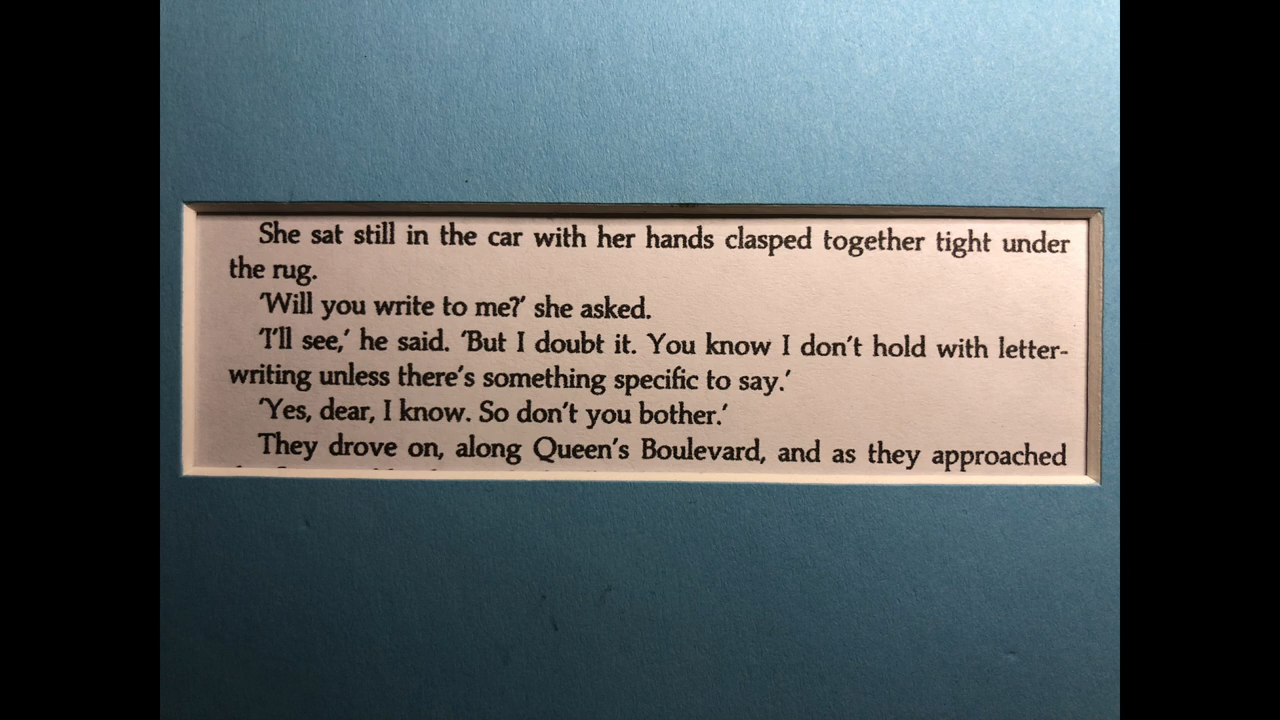 She sat still in the car with her hands clasped together tight under
the rug.
'Will you write to me?' she asked.
'I'll see,' he said. 'But I doubt it. You know I don't hold with letter-
writing unless there's something specific to say.'
'Yes, dear, I know. So don't you bother.'
They drove on, along Queen's Boulevard, and as they approached